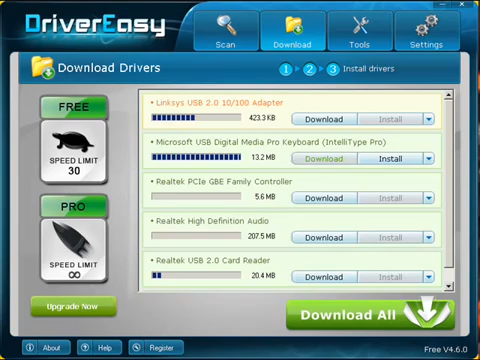 DriverEasy
Scan
Download
Tools
Settings
Download Drivers
1 2 3 Install drivers
FREE
SPEED LIMIT
30
PRO
SPEED LIMIT
∞
Upgrade Now
• Linksys USB 2.0 10/100 Adapter
423.3 KB Download Install
• Microsoft USB Digital Media Pro Keyboard (IntelliType Pro)
13.2 MB Download Install
• Realtek PCIe GBE Family Controller
5.6 MB Download Install
• Realtek High Definition Audio
207.5 MB Download Install
• Realtek USB 2.0 Card Reader
20.4 MB Download Install
Download All
i About
? Help
Register
Free V4.6.0